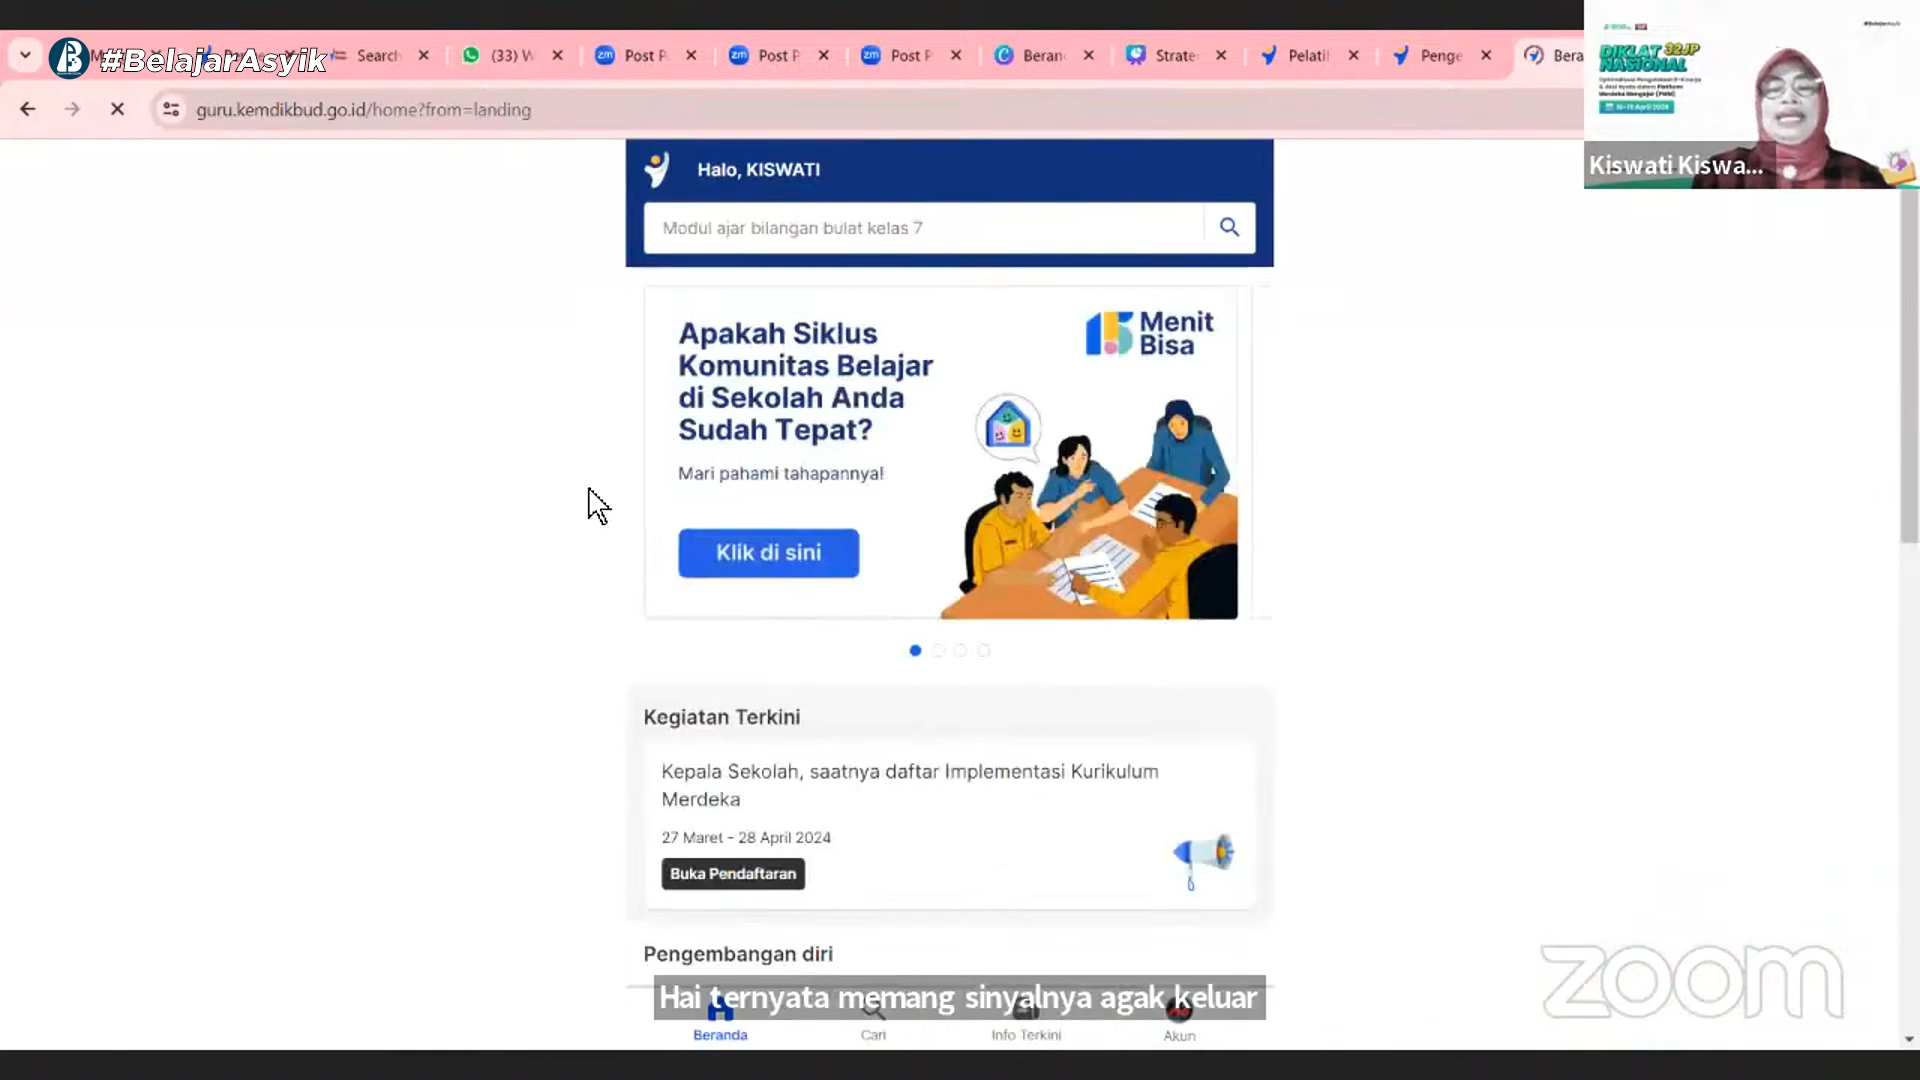 #BelajarAsyik
Search
(33) W
Post P
Post P
Post P
Beran
Strate
Pelatih
Penge
Bera
guru.kemdikbud.go.id/home?from=landing
DIKLAT 32JP
NASIONAL
Kiswati Kiswa...
Halo, KISWATI
Modul ajar bilangan bulat kelas 7
Apakah Siklus
Komunitas Belajar
di Sekolah Anda
Sudah Tepat?
15 Menit
Bisa
Mari pahami tahapannya!
Klik di sini
Kegiatan Terkini
Kepala Sekolah, saatnya daftar Implementasi Kurikulum
Merdeka
27 Maret - 28 April 2024
Buka Pendaftaran
Pengembangan diri
Hai ternyata memang sinyalnya agak keluar
Beranda
Cari
Info Terkini
Akun
zoom